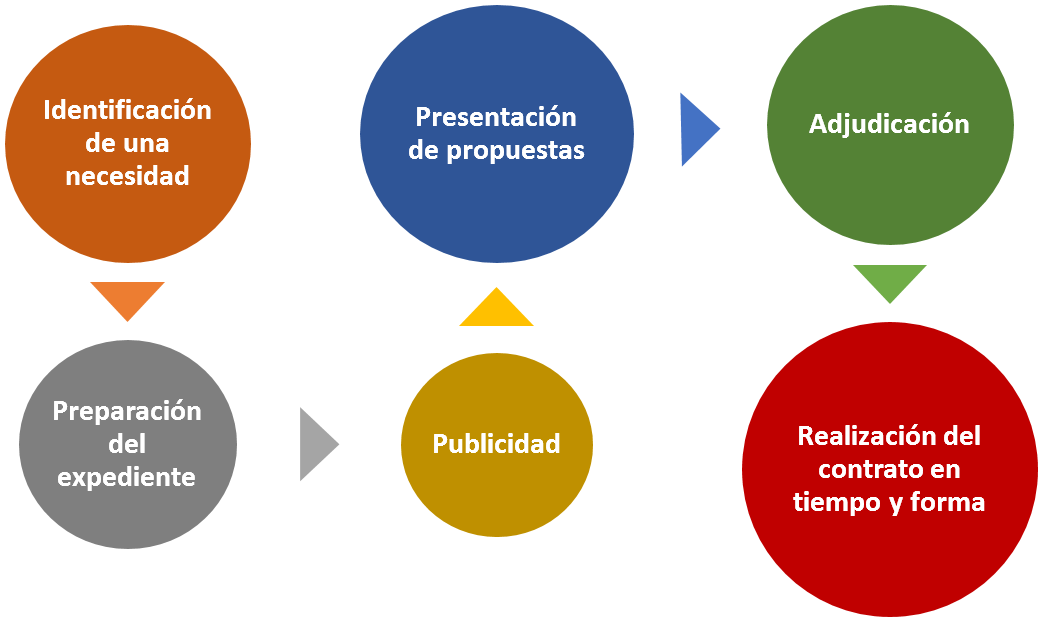 Identificación
de una
necesidad
Preparación
del
expediente
Publicidad
Presentación
de propuestas
Adjudicación
Realización del
contrato en
tiempo y forma